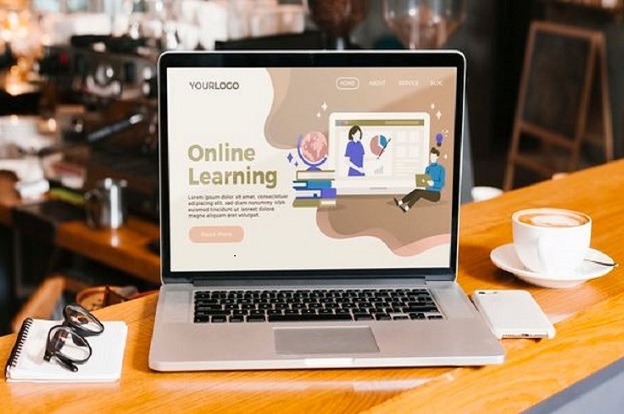 YOURLOGO
HOME ABOUT SERVICE BLOG
Online
Learning
Lorem ipsum dolor sit amet, consectetuer
adipiscing elit, sed diam nonummy nibh
euismod tincidunt ut laoreet dolore
magna aliquam erat volutpat.
Read More